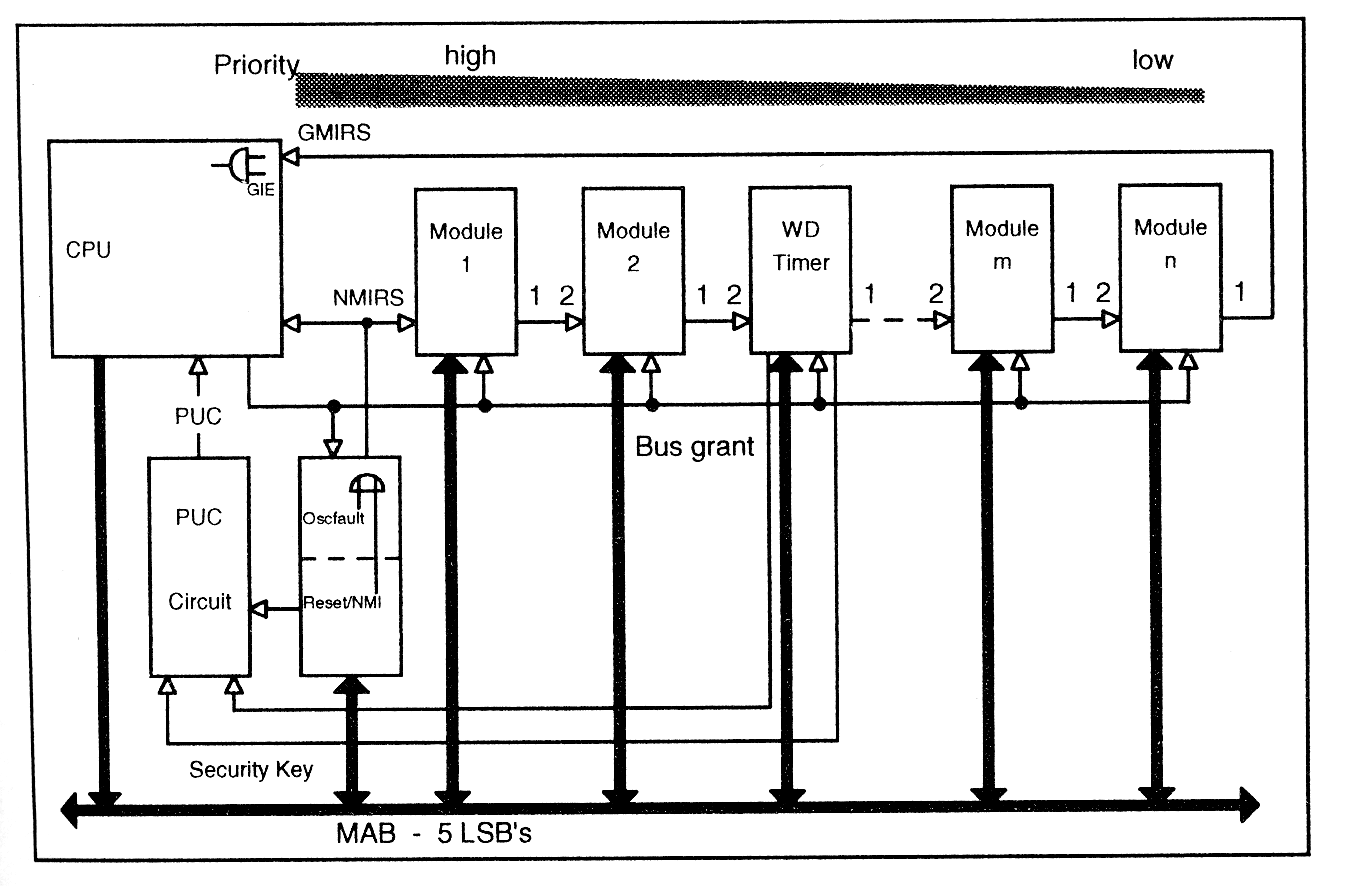 Priority
high
low
GMIRS
GIE
CPU
Module
1
Module
2
WD
Timer
Module
m
Module
n
NMIRS
1 2
1 2
1
2
1 2
1
PUC
Bus grant
PUC
Circuit
Oscfault
Reset/NMI
Security Key
MAB - 5 LSB's